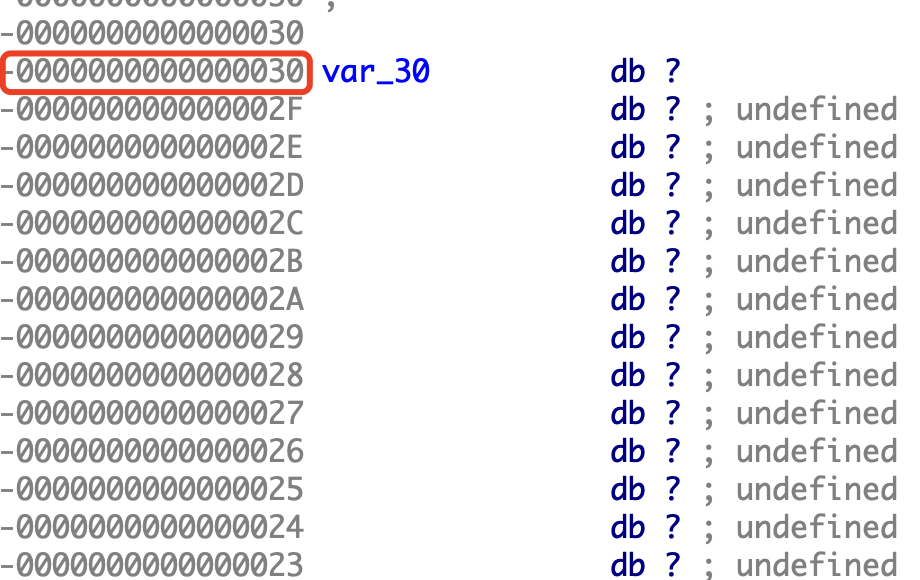 -0000000000000030 ;
-0000000000000030
-0000000000000030 var_30 db ?
-000000000000002F db ? ; undefined
-000000000000002E db ? ; undefined
-000000000000002D db ? ; undefined
-000000000000002C db ? ; undefined
-000000000000002B db ? ; undefined
-000000000000002A db ? ; undefined
-0000000000000029 db ? ; undefined
-0000000000000028 db ? ; undefined
-0000000000000027 db ? ; undefined
-0000000000000026 db ? ; undefined
-0000000000000025 db ? ; undefined
-0000000000000024 db ? ; undefined
-0000000000000023 db ? ; undefined